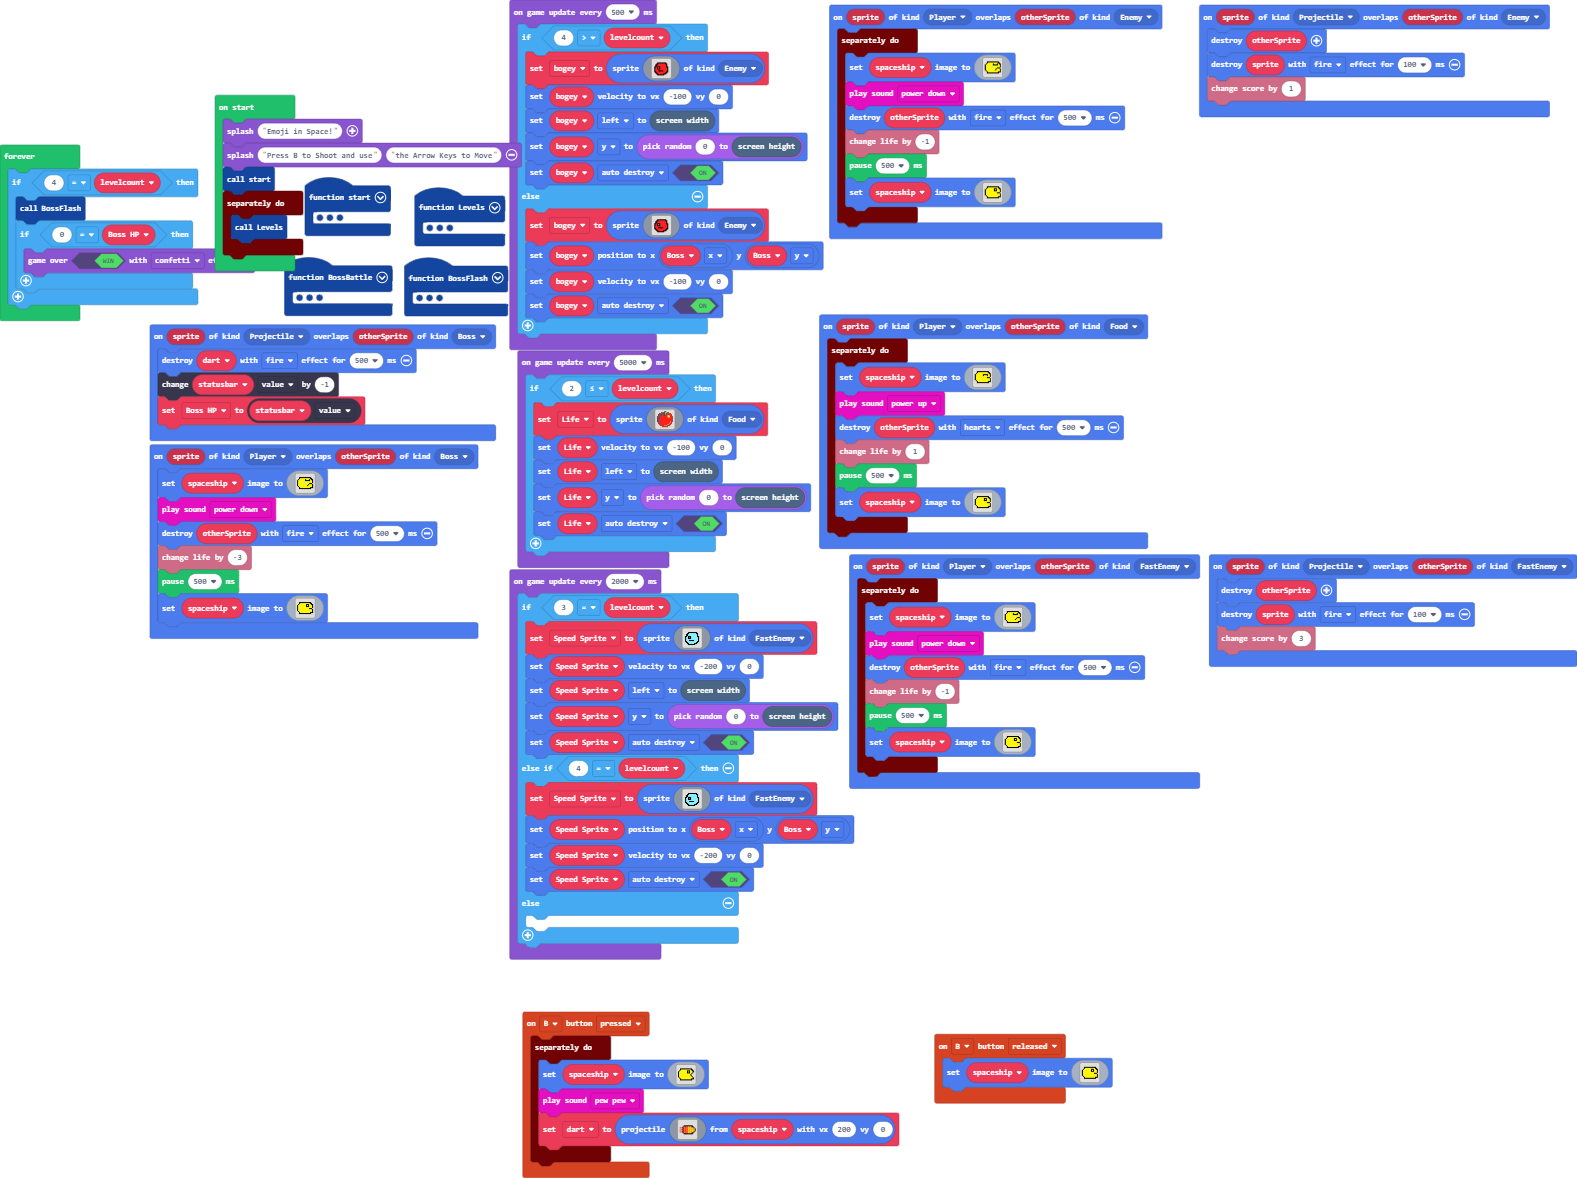 forever
if 4 = levelcount then
call BossFlash
if 0 = Boss HP then
game over WIN with confetti
on start
splash "Emoji in Space!"
splash "Press B to Shoot and use" "the Arrow Keys to Move"
call start
separately do
call Levels
function start
function Levels
function BossBattle
function BossFlash
on sprite of kind Projectile overlaps otherSprite of kind Boss
destroy dart with fire effect for 500 ms
change statusbar value by -1
set Boss HP to statusbar value
on sprite of kind Player overlaps otherSprite of kind Boss
set spaceship image to
play sound power down
destroy otherSprite with fire effect for 500 ms
change life by -3
pause 500 ms
set spaceship image to
on game update every 500 ms
if 4 > levelcount then
set bogey to sprite of kind Enemy
set bogey velocity to vx -100 vy 0
set bogey left to screen width
set bogey y to pick random 0 to screen height
set bogey auto destroy ON
else
set bogey to sprite of kind Enemy
set bogey position to x Boss x y Boss y
set bogey velocity to vx -100 vy 0
set bogey auto destroy ON
on game update every 5000 ms
if 2 ≤ levelcount then
set Life to sprite of kind Food
set Life velocity to vx -100 vy 0
set Life left to screen width
set Life y to pick random 0 to screen height
set Life auto destroy ON
on game update every 2000 ms
if 3 = levelcount then
set Speed Sprite to sprite of kind FastEnemy
set Speed Sprite velocity to vx -200 vy 0
set Speed Sprite left to screen width
set Speed Sprite y to pick random 0 to screen height
set Speed Sprite auto destroy ON
else if 4 = levelcount then
set Speed Sprite to sprite of kind FastEnemy
set Speed Sprite position to x Boss x y Boss y
set Speed Sprite velocity to vx -200 vy 0
set Speed Sprite auto destroy ON
else
on sprite of kind Player overlaps otherSprite of kind Enemy
separately do
set spaceship image to
play sound power down
destroy otherSprite with fire effect for 500 ms
change life by -1
pause 500 ms
set spaceship image to
on sprite of kind Projectile overlaps otherSprite of kind Enemy
destroy otherSprite
destroy sprite with fire effect for 100 ms
change score by 1
on sprite of kind Player overlaps otherSprite of kind Food
separately do
set spaceship image to
play sound power up
destroy otherSprite with hearts effect for 500 ms
change life by 1
pause 500 ms
set spaceship image to
on sprite of kind Player overlaps otherSprite of kind FastEnemy
separately do
set spaceship image to
play sound power down
destroy otherSprite with fire effect for 500 ms
change life by -1
pause 500 ms
set spaceship image to
on sprite of kind Projectile overlaps otherSprite of kind FastEnemy
destroy otherSprite
destroy sprite with fire effect for 100 ms
change score by 3
on B button pressed
separately do
set spaceship image to
play sound pew pew
set dart to projectile from spaceship with vx 200 vy 0
on B button released
set spaceship image to